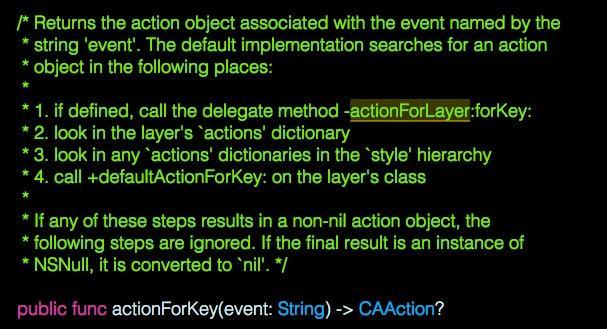 /* Returns the action object associated with the event named by the
* string 'event'. The default implementation searches for an action
* object in the following places:
*
* 1. if defined, call the delegate method -actionForLayer:forKey:
* 2. look in the layer's `actions' dictionary
* 3. look in any `actions' dictionaries in the `style' hierarchy
* 4. call +defaultActionForKey: on the layer's class
*
* If any of these steps results in a non-nil action object, the
* following steps are ignored. If the final result is an instance of
* NSNull, it is converted to `nil'. */
public func actionForKey(event: String) -> CAAction?